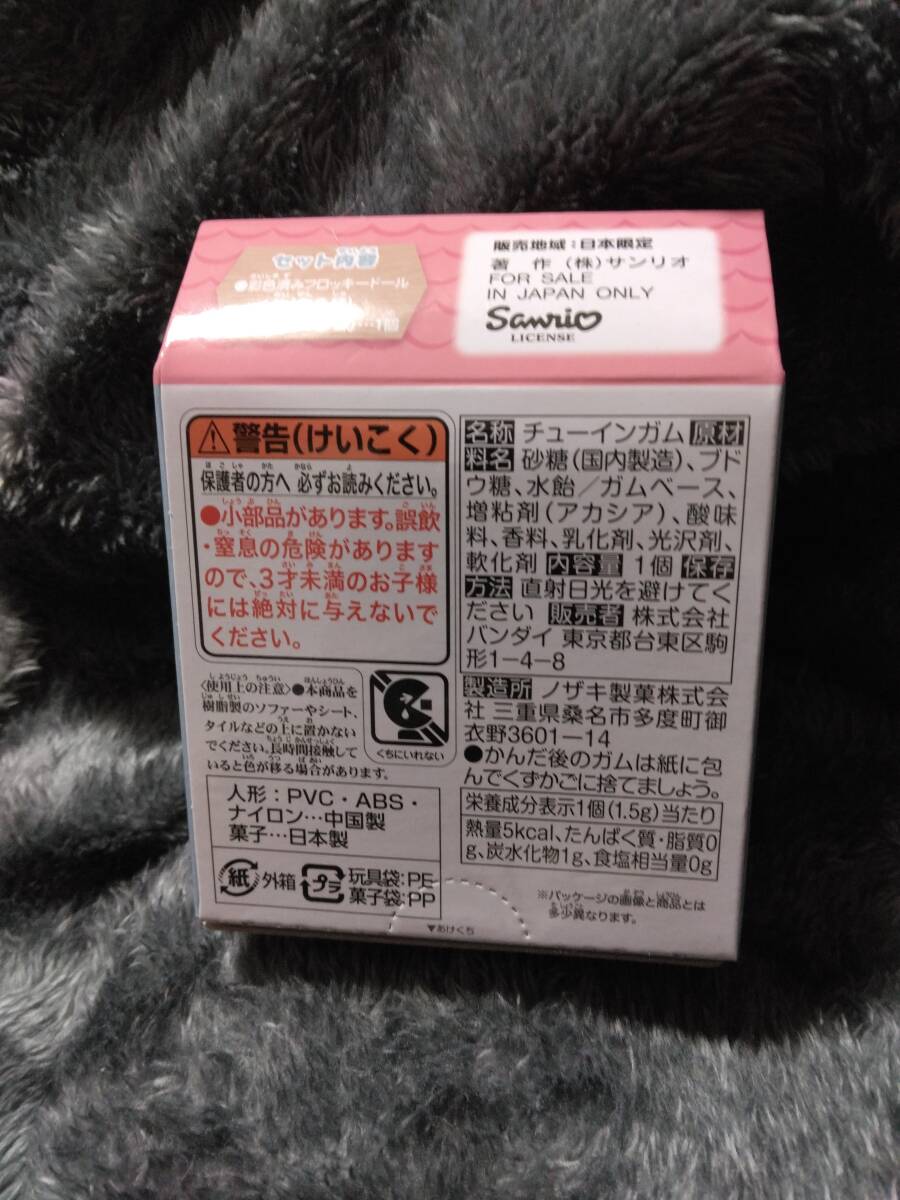 セット内容
●彩色済みフロッキードール
…1個
販売地域:日本限定
著 作 (株)サンリオ
FOR SALE
IN JAPAN ONLY
Sanrio
LICENSE
警告(けいこく)
保護者の方へ 必ずお読みください。
●小部品があります。誤飲
・窒息の危険があります
ので、3才未満のお子様
には絶対に与えないで
ください。
〈使用上の注意〉●本商品を
樹脂製のソファーやシート、
タイルなどの上に置かない
でください。長時間接触して
いると色が移る場合があります。
くちにいれない
人形:PVC・ABS・
ナイロン…中国製
菓子…日本製
紙 外箱 プラ 玩具袋:PE
菓子袋:PP
名称 チューインガム 原材
料名 砂糖(国内製造)、ブド
ウ糖、水飴/ガムベース、
増粘剤(アカシア)、酸味
料、香料、乳化剤、光沢剤、
軟化剤 内容量 1個 保存
方法 直射日光を避けてく
ださい 販売者 株式会社
バンダイ 東京都台東区駒
形1-4-8
製造所 ノザキ製菓株式会
社 三重県桑名市多度町御
衣野3601-14
●かんだ後のガムは紙に包
んでくずかごに捨てましょう。
栄養成分表示1個(1.5g)当たり
熱量5kcal、たんぱく質・脂質0
g、炭水化物1g、食塩相当量0g
※パッケージの画像と商品とは
多少異なります。
▼あけくち